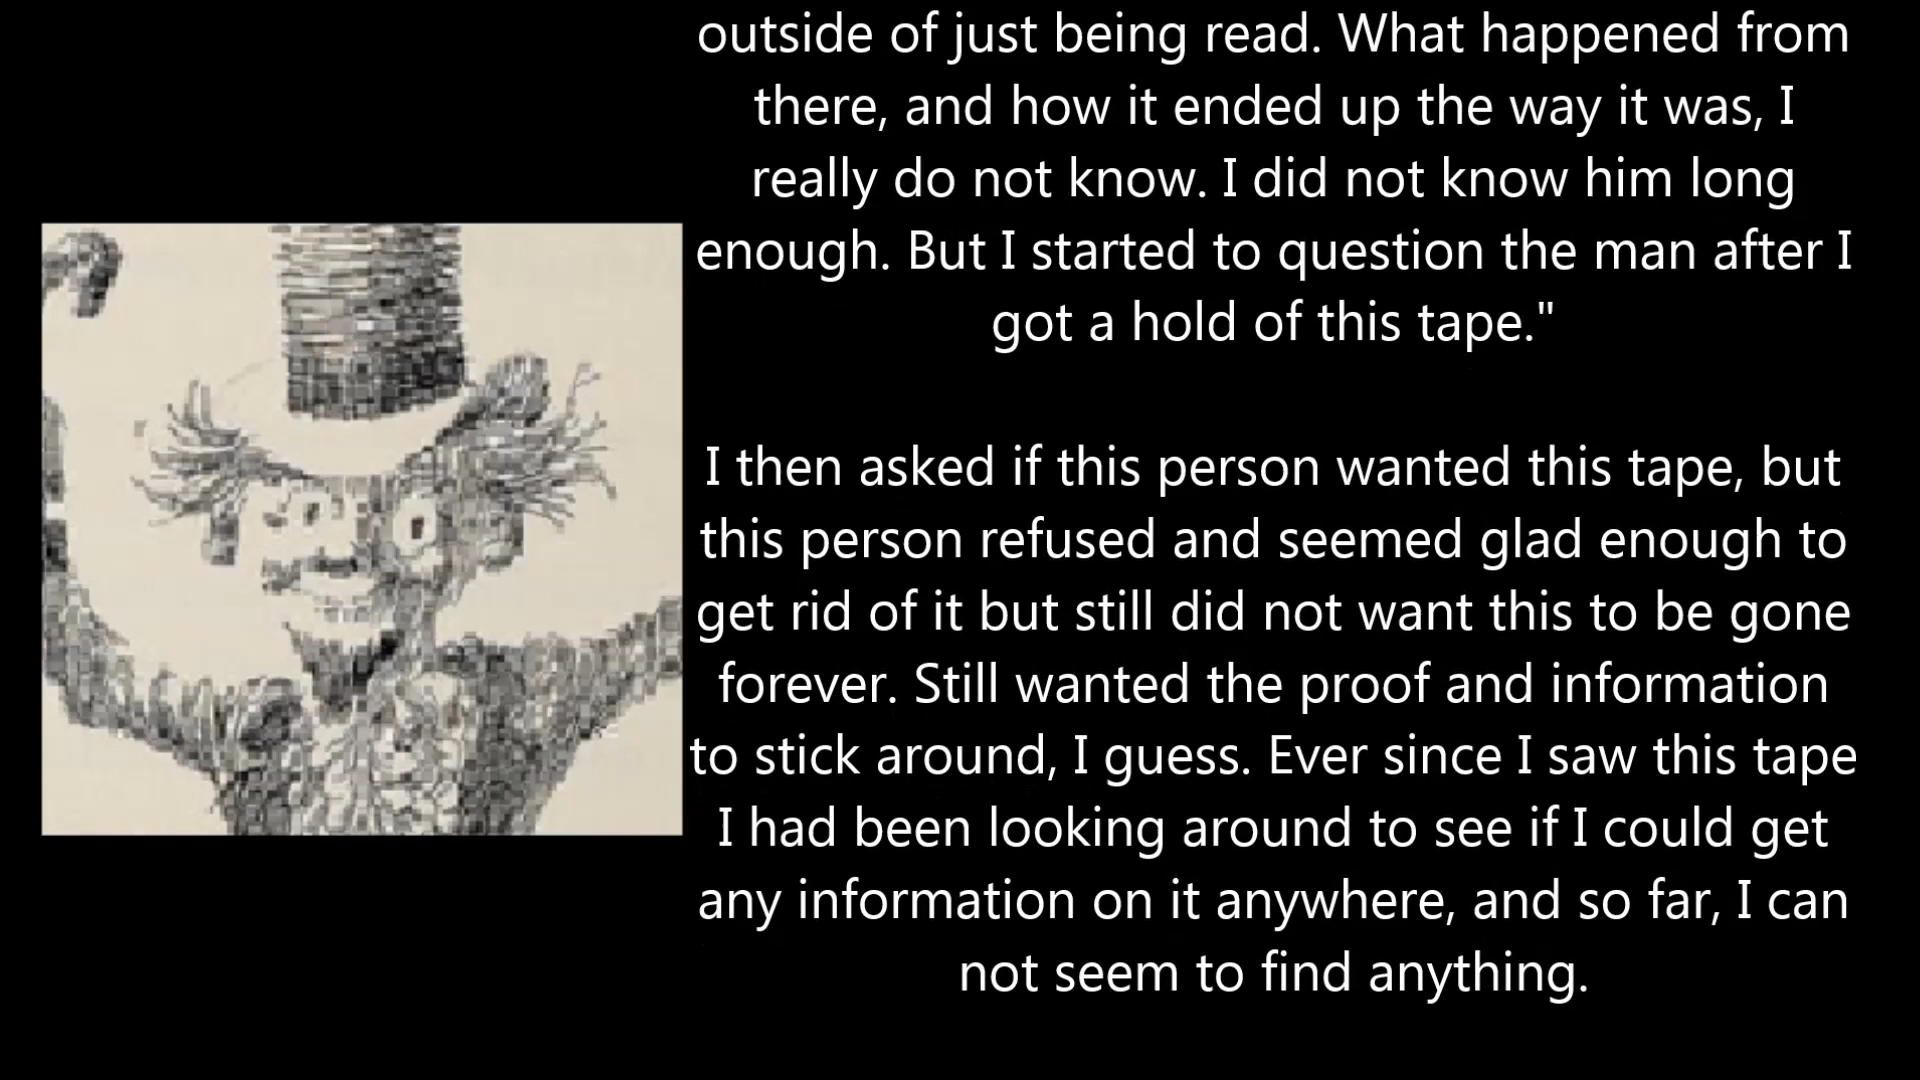 outside of just being read. What happened from
there, and how it ended up the way it was, I
really do not know. I did not know him long
enough. But I started to question the man after I
got a hold of this tape."
I then asked if this person wanted this tape, but
this person refused and seemed glad enough to
get rid of it but still did not want this to be gone
forever. Still wanted the proof and information
to stick around, I guess. Ever since I saw this tape
I had been looking around to see if I could get
any information on it anywhere, and so far, I can
not seem to find anything.